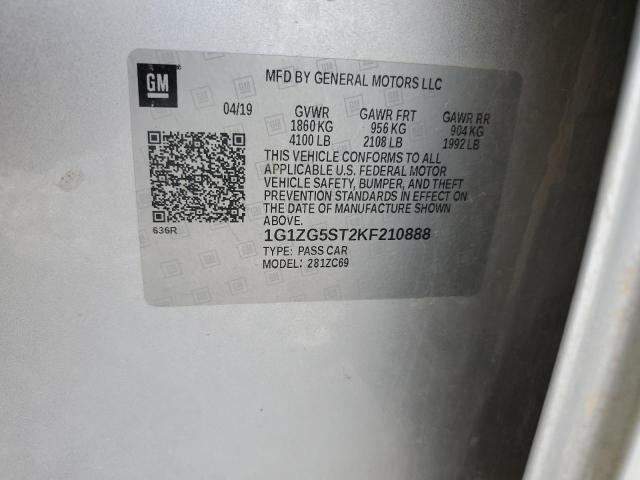 GM
MFD BY GENERAL MOTORS LLC
04/19 GVWR GAWR FRT GAWR RR
1860 KG 956 KG 904 KG
4100 LB 2108 LB 1992 LB
THIS VEHICLE CONFORMS TO ALL
APPLICABLE U.S. FEDERAL MOTOR
VEHICLE SAFETY, BUMPER, AND THEFT
PREVENTION STANDARDS IN EFFECT ON
THE DATE OF MANUFACTURE SHOWN
ABOVE.
636R
1G1ZG5ST2KF210888
TYPE: PASS CAR
MODEL: 281ZC69